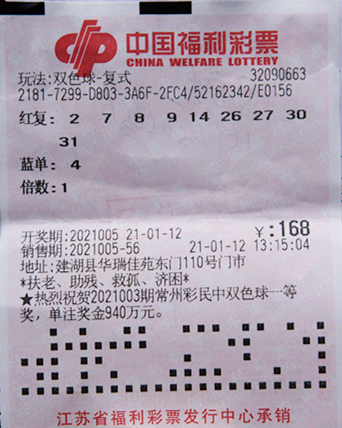 中国福利彩票
CHINA WELFARE LOTTERY
玩法:双色球-复式 32090663
2181-7299-D803-3A6F-2FC4/52162342/E0156
红复: 2 7 8 9 14 26 27 30
31
蓝单: 4
倍数:1
开奖期:2021005 21-01-12 ¥:168
销售期:2021005-56 21-01-12 13:15:04
地址:建湖县华瑞佳苑东门110号门市
*扶老、助残、救孤、济困*
★热烈祝贺2021003期常州彩民中双色球一等
奖,单注奖金940万元。
江苏省福利彩票发行中心承销